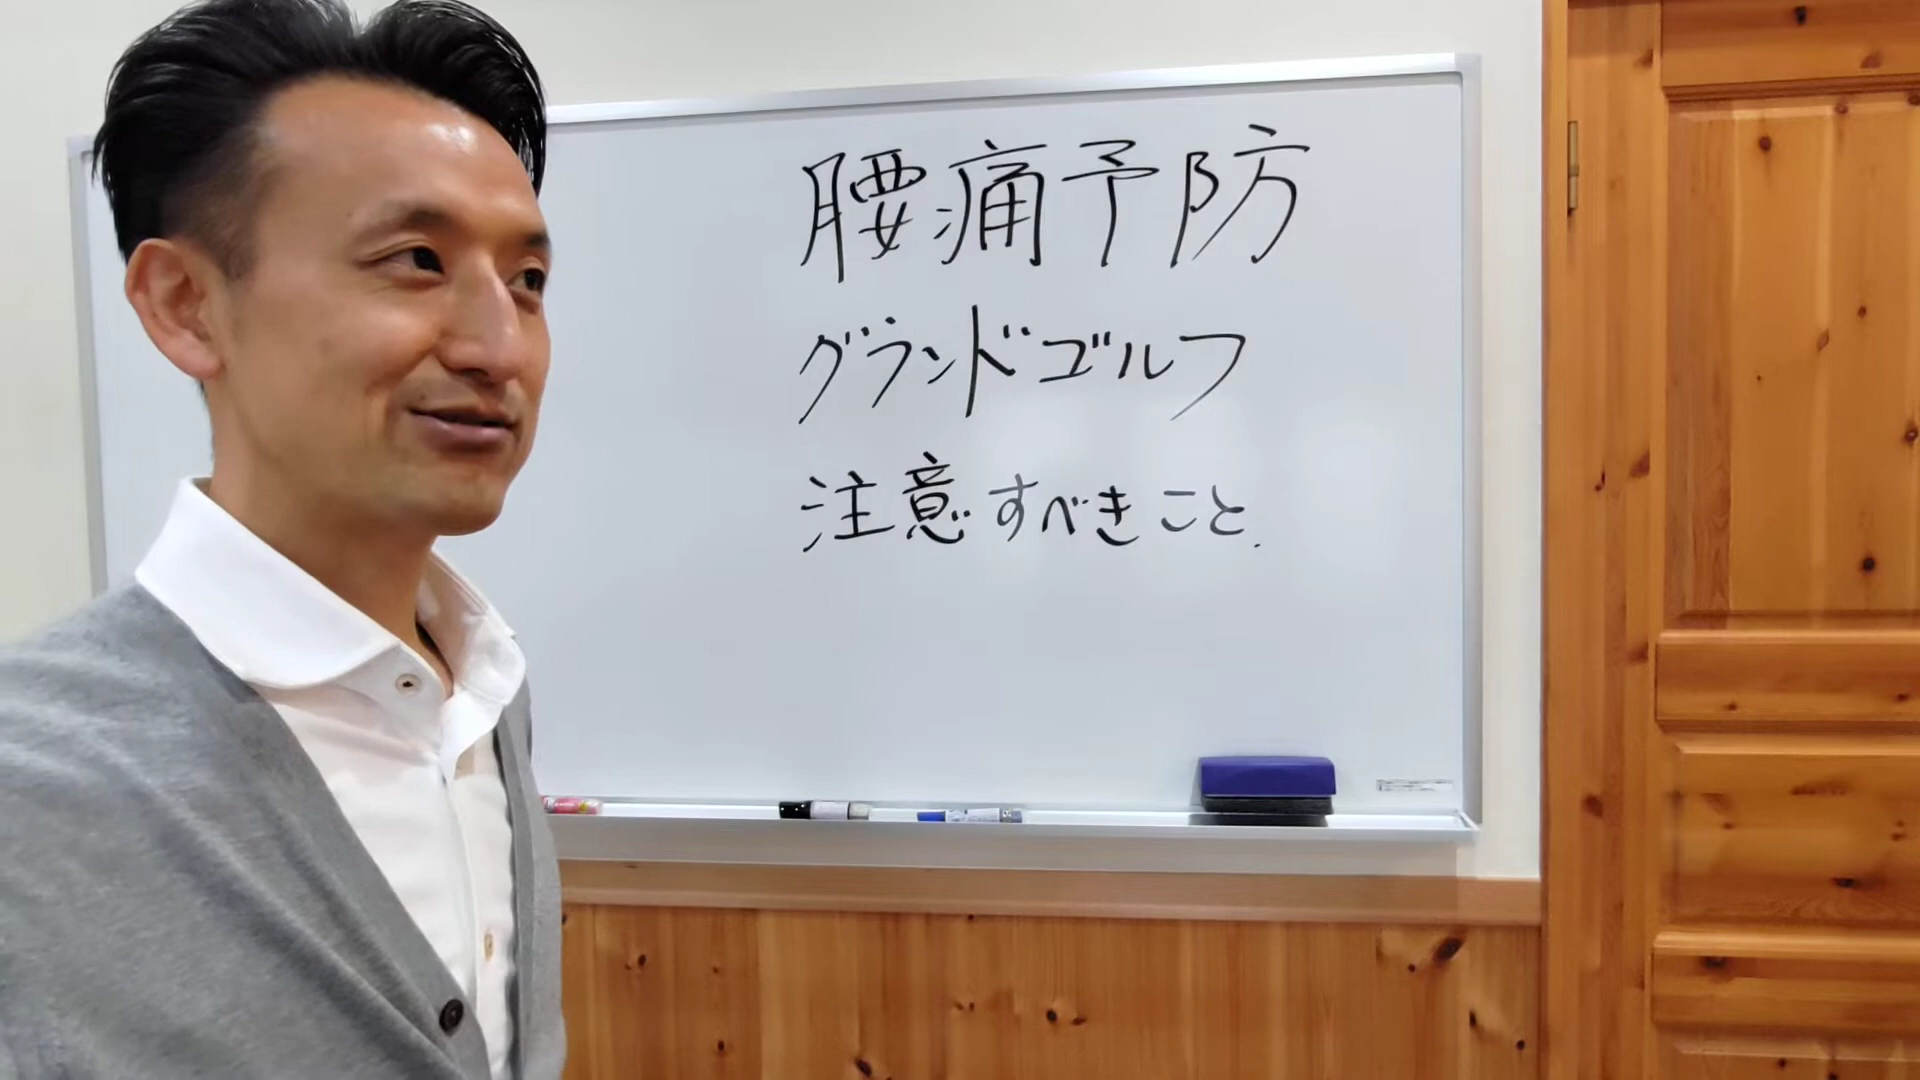 腰痛予防
グランドゴルフ
注意すべきこと.